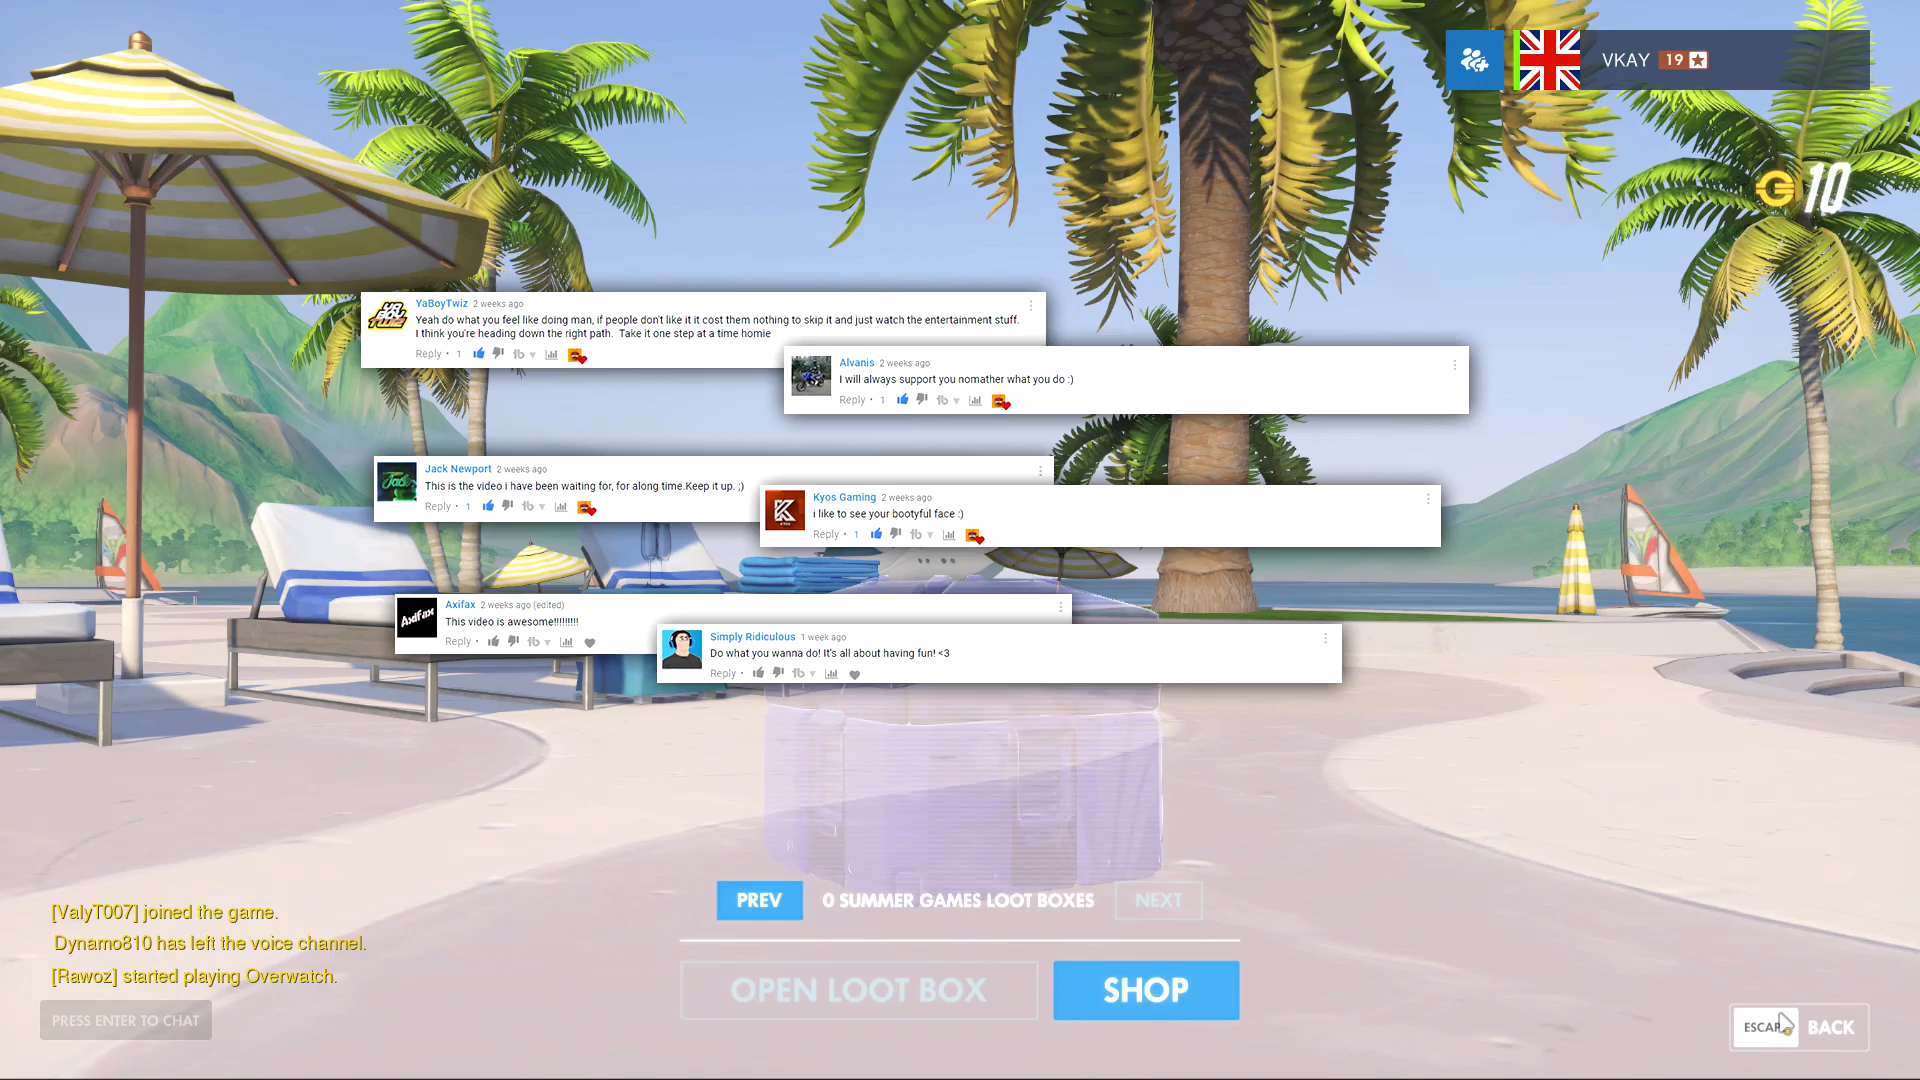 VKAY 19
10
YaBoyTwiz 2 weeks ago
Yeah do what you feel like doing man, if people don't like it it cost them nothing to skip it and just watch the entertainment stuff.
I think you're heading down the right path. Take it one step at a time homie
Reply • 1
Alvanis 2 weeks ago
I will always support you nomather what you do :)
Reply • 1
Jack Newport 2 weeks ago
This is the video i have been waiting for, for along time.Keep it up. ;)
Reply • 1
Kyos Gaming 2 weeks ago
i like to see your bootyful face :)
Reply • 1
Axifax 2 weeks ago (edited)
This video is awesome!!!!!!!!!
Reply •
Simply Ridiculous 1 week ago
Do what you wanna do! It's all about having fun! <3
Reply •
PREV 0 SUMMER GAMES LOOT BOXES NEXT
OPEN LOOT BOX SHOP
[ValyT007] joined the game.
Dynamo810 has left the voice channel.
[Rawoz] started playing Overwatch.
PRESS ENTER TO CHAT
BACK